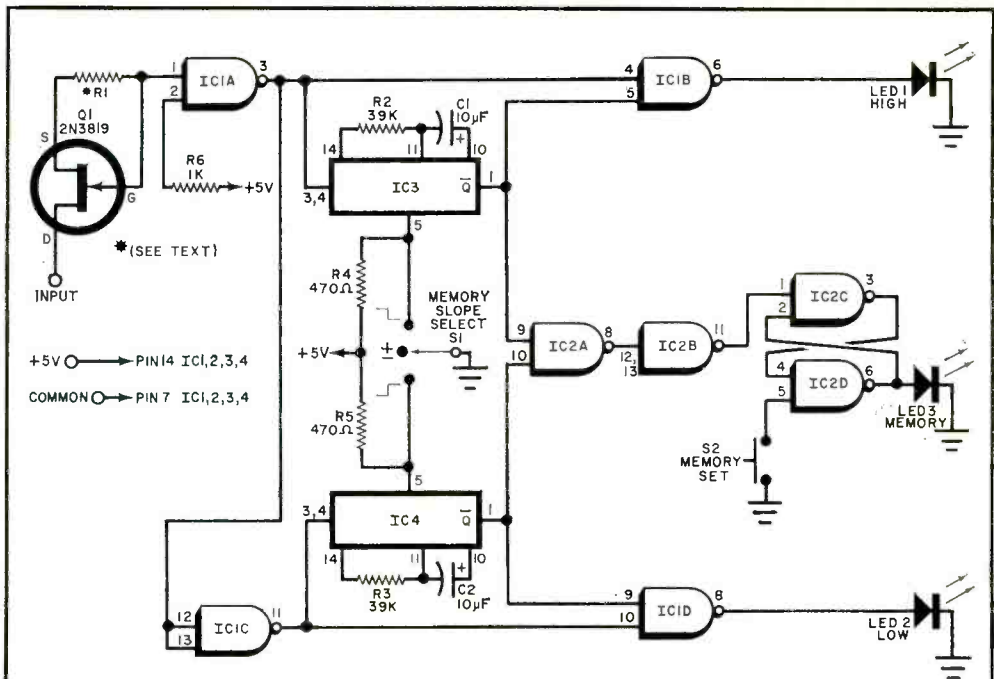 1
2
3
IC1A
*R1
Q1
2N3819
S
G
D
R6
1K
+5V
*(SEE TEXT)
INPUT
R2
39K
C1
10µF
+
14
11
10
3,4
IC3
Q̅
1
5
4
5
6
IC1B
LED1
HIGH
R4
470Ω
MEMORY
SLOPE
SELECT
S1
+5V
±
R5
470Ω
+5V
PIN 14 IC1,2,3,4
COMMON
PIN 7 IC1,2,3,4
9
10
8
IC2A
12,
13
11
IC2B
1
2
3
IC2C
4
5
6
IC2D
LED3
MEMORY
S2
MEMORY
SET
5
3,4
IC4
Q̅
1
14
11
10
+
R3
39K
C2
10µF
12
13
11
IC1C
9
10
8
IC1D
LED 2
LOW